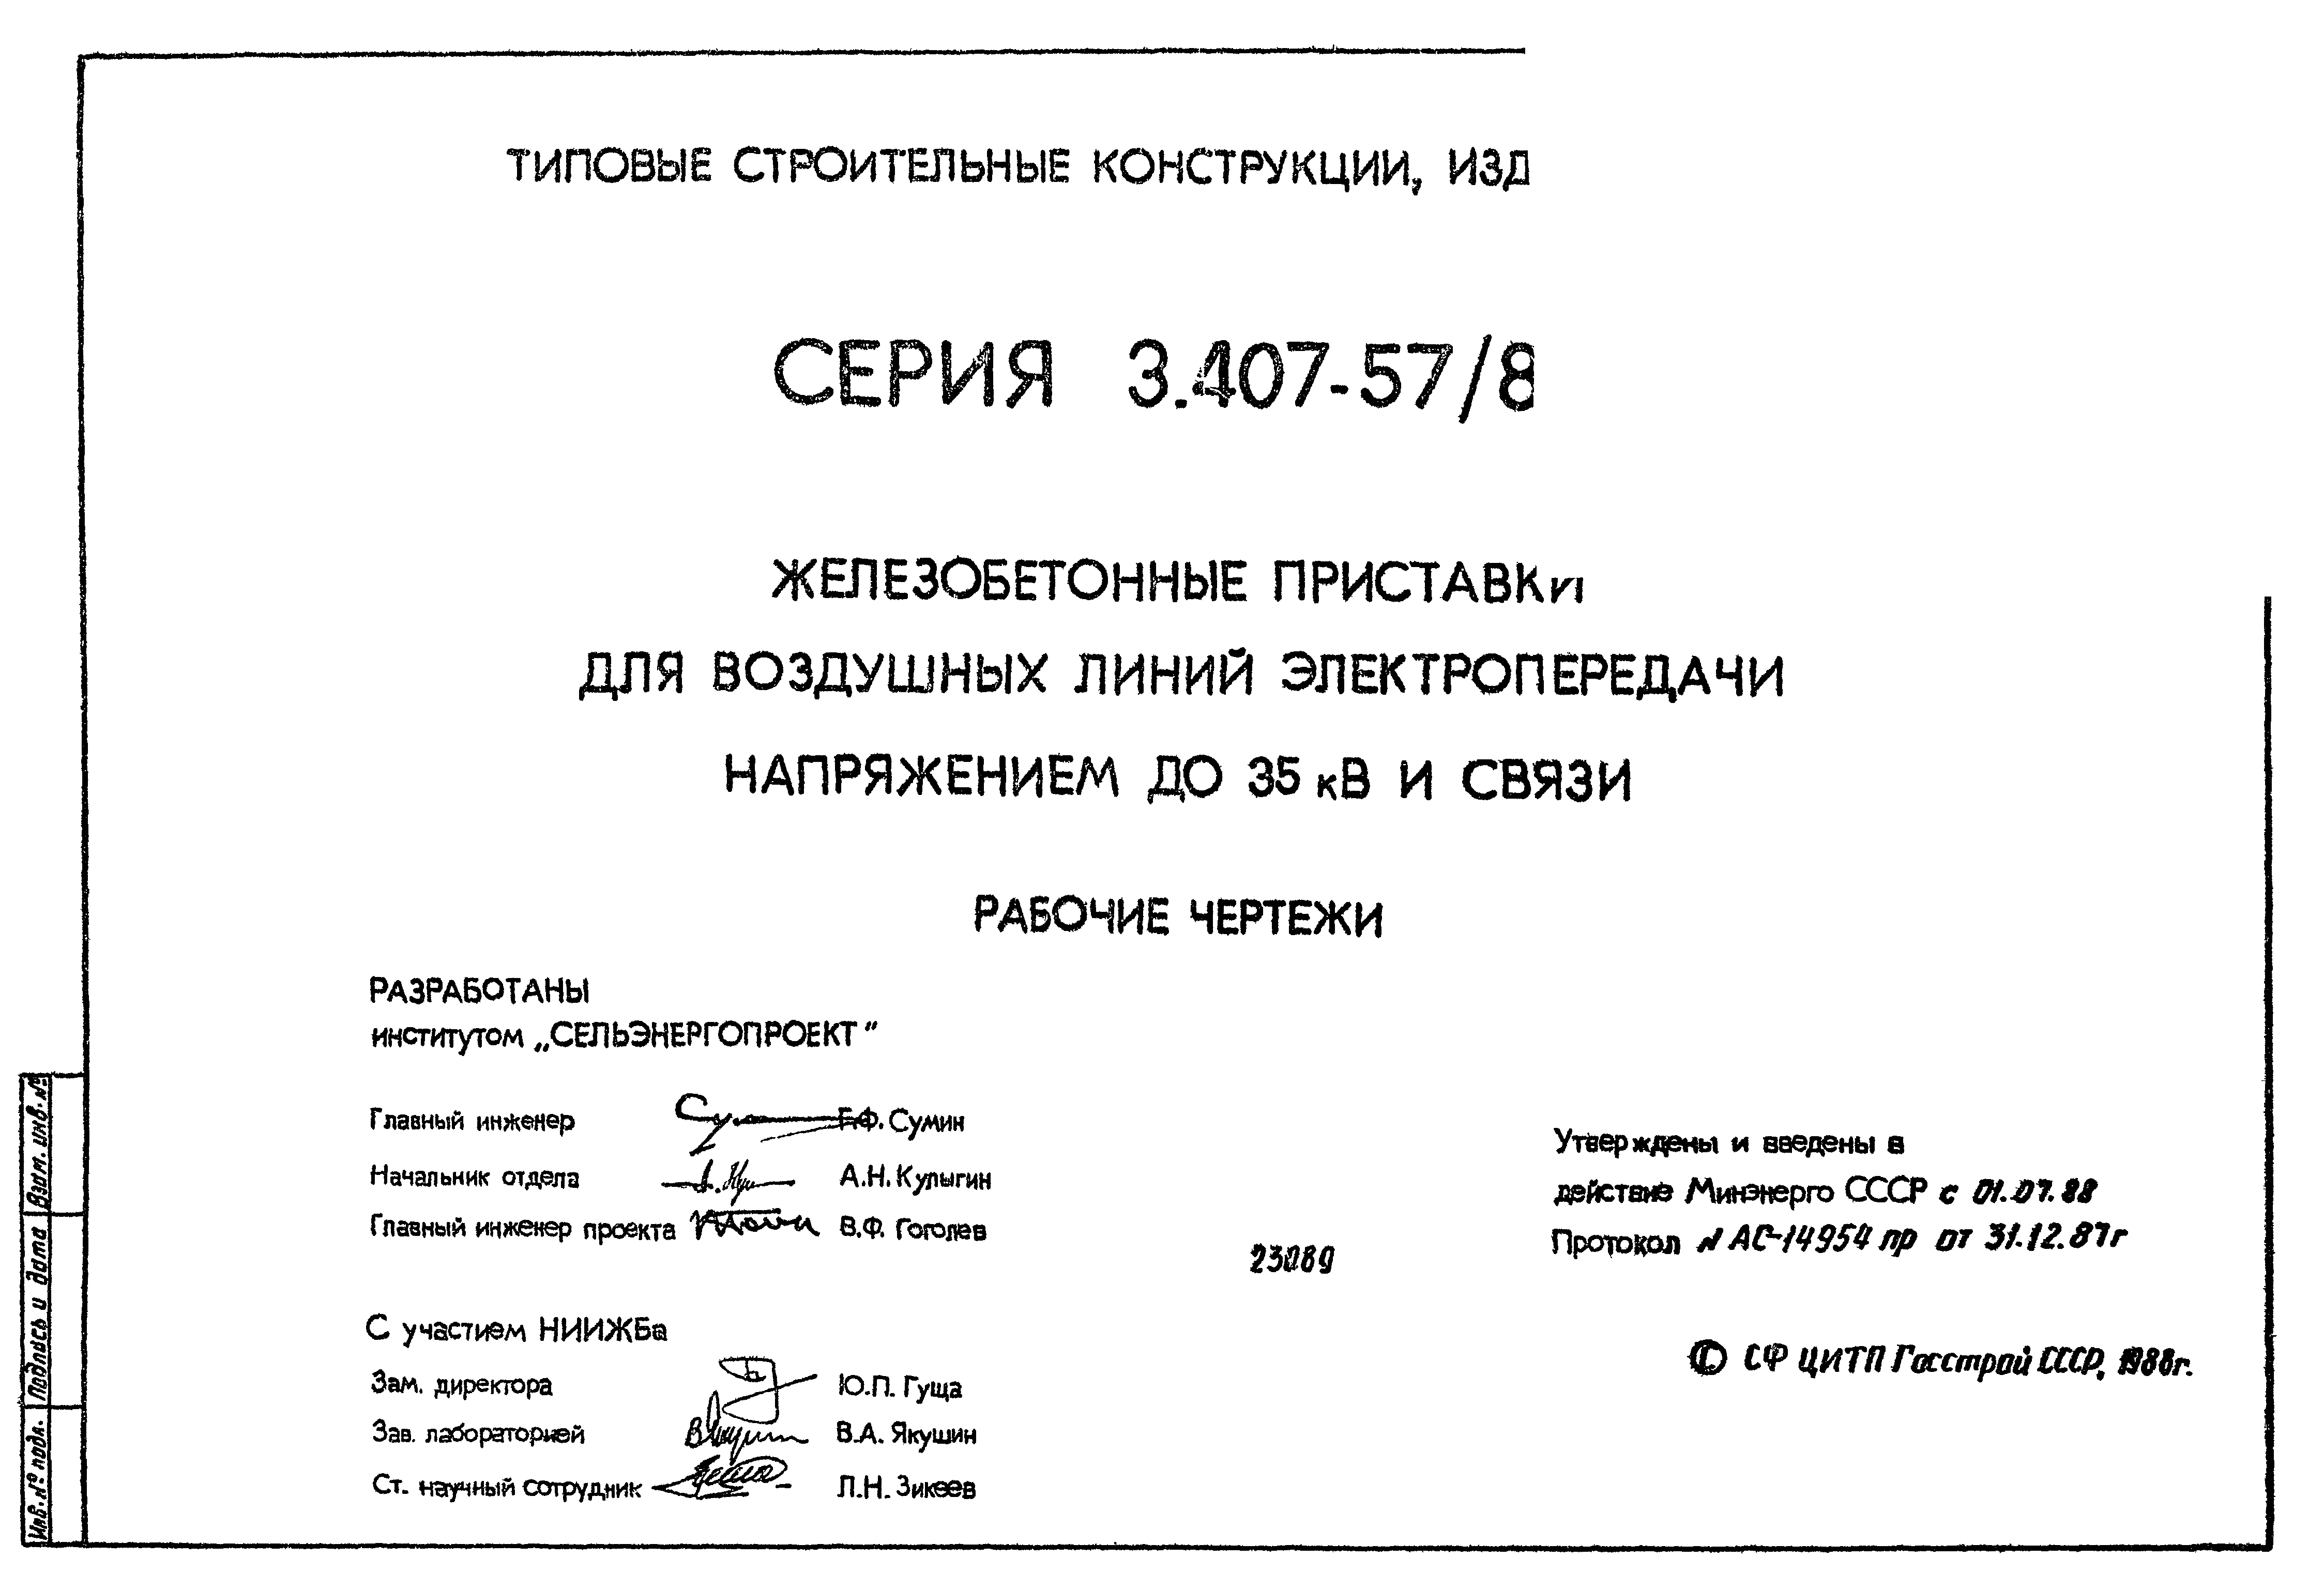 ТИПОВЫЕ СТРОИТЕЛЬНЫЕ КОНСТРУКЦИИ, ИЗД
СЕРИЯ 3.407-57/8
ЖЕЛЕЗОБЕТОННЫЕ ПРИСТАВКИ
ДЛЯ ВОЗДУШНЫХ ЛИНИЙ ЭЛЕКТРОПЕРЕДАЧИ
НАПРЯЖЕНИЕМ ДО 35 кВ И СВЯЗИ
РАБОЧИЕ ЧЕРТЕЖИ
РАЗРАБОТАНЫ
институтом „СЕЛЬЭНЕРГОПРОЕКТ"
Главный инженер Г.Ф. Сумин
Начальник отдела А.Н. Кулыгин
Главный инженер проекта В.Ф. Гоголев
С участием НИИЖБа
Зам. директора Ю.П. Гуща
Зав. лабораторией В.А. Якушин
Ст. научный сотрудник Л.Н. Зикеев
23089
Утверждены и введены в
действие Минэнерго СССР с 01.07.88
Протокол N АС-14954 пр от 31.12.87г
© СФ ЦИТП Госстрой СССР, 1988г.
Инв. № подл. Подпись и дата Взам. инв. №